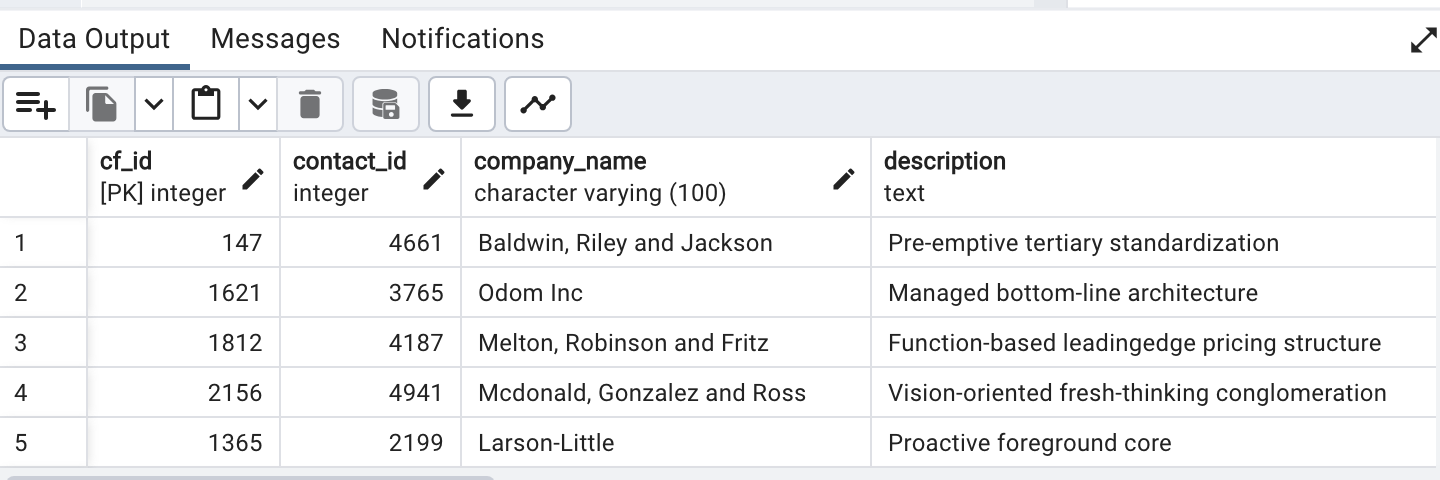 Data Output Messages Notifications
cf_id contact_id company_name description
[PK] integer integer character varying (100) text
1 147 4661 Baldwin, Riley and Jackson Pre-emptive tertiary standardization
2 1621 3765 Odom Inc Managed bottom-line architecture
3 1812 4187 Melton, Robinson and Fritz Function-based leadingedge pricing structure
4 2156 4941 Mcdonald, Gonzalez and Ross Vision-oriented fresh-thinking conglomeration
5 1365 2199 Larson-Little Proactive foreground core